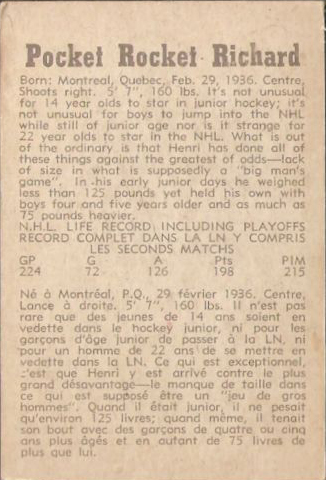 Pocket Rocket Richard
Born: Montreal, Quebec, Feb. 29, 1936. Centre,
Shoots right. 5' 7", 160 lbs. It's not unusual
for 14 year olds to star in junior hockey; it's
not unusual for boys to jump into the NHL
while still of junior age nor is it strange for
22 year olds to star in the NHL. What is out
of the ordinary is that Henri has done all of
these things against the greatest of odds—lack
of size in what is supposedly a "big man's
game". In his early junior days he weighed
less than 125 pounds yet held his own with
boys four and five years older and as much as
75 pounds heavier.
N.H.L. LIFE RECORD INCLUDING PLAYOFFS
RECORD COMPLET DANS LA LN Y COMPRIS
LES SECONDS MATCHS
GP G A Pts PIM
224 72 126 198 215
Né à Montréal, P.Q., 29 février 1936. Centre,
Lance à droite. 5' 7", 160 lbs. Il n'est pas
rare que des jeunes de 14 ans soient en
vedette dans le hockey junior, ni pour les
garçons d'âge junior de passer à la LN, ni
pour un homme de 22 ans de se mettre en
vedette dans la LN. Ce qui est exceptionnel,
c'est que Henri y est arrivé contre le plus
grand désavantage—le manque de taille dans
ce qui est supposé être un "jeu de gros
hommes". Quand il était junior, il ne pesait
qu'environ 125 livres; quand même, il tenait
son bout avec des garçons de quatre ou cinq
ans plus âgés et en autant de 75 livres de
plus que lui.